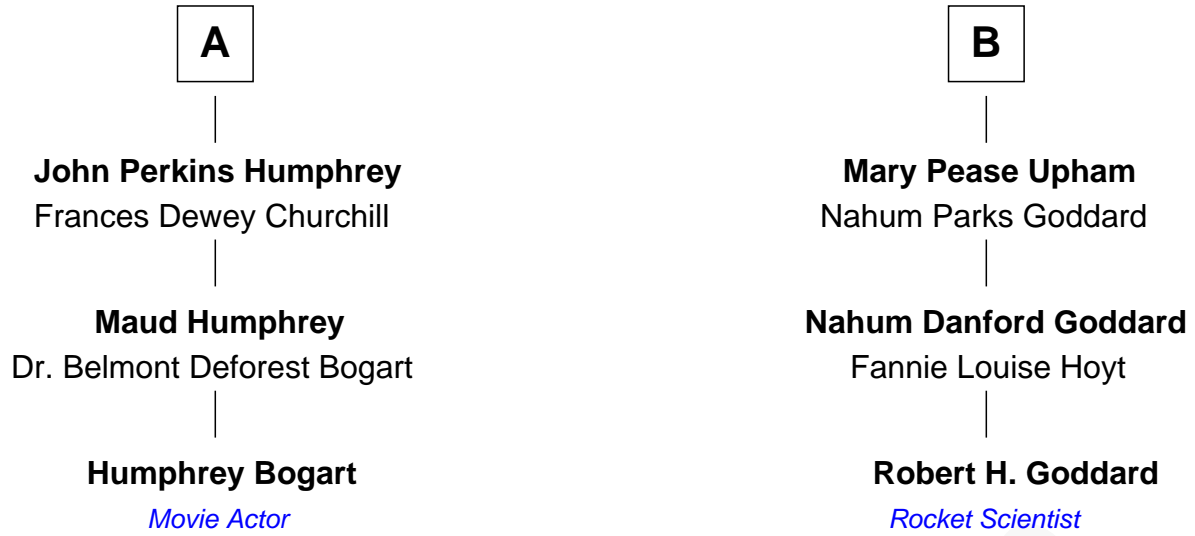 A
John Perkins Humphrey
Frances Dewey Churchill
Maud Humphrey
Dr. Belmont Deforest Bogart
Humphrey Bogart
Movie Actor
B
Mary Pease Upham
Nahum Parks Goddard
Nahum Danford Goddard
Fannie Louise Hoyt
Robert H. Goddard
Rocket Scientist